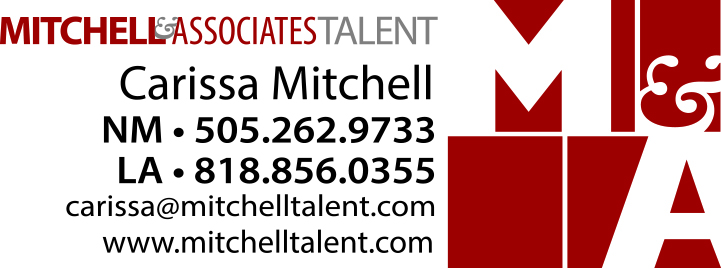 MITCHELL&ASSOCIATESTALENT
Carissa Mitchell
NM • 505.262.9733
LA • 818.856.0355
carissa@mitchelltalent.com
www.mitchelltalent.com
M&
A